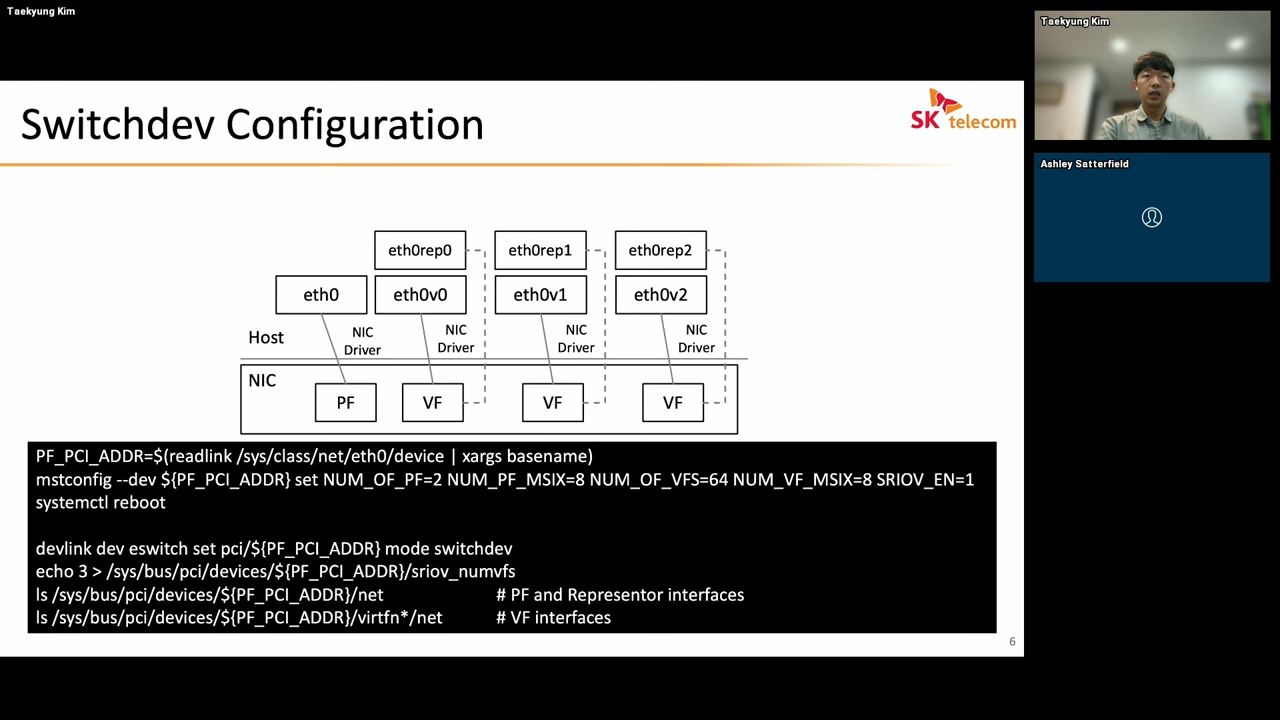 Taekyung Kim
Taekyung Kim
Ashley Satterfield
Switchdev Configuration
SK telecom
eth0rep0 eth0rep1 eth0rep2
eth0 eth0v0 eth0v1 eth0v2
Host
NIC
Driver
NIC
Driver
NIC
Driver
NIC
Driver
NIC
PF VF VF VF
PF_PCI_ADDR=$(readlink /sys/class/net/eth0/device | xargs basename)
mstconfig --dev ${PF_PCI_ADDR} set NUM_OF_PF=2 NUM_PF_MSIX=8 NUM_OF_VFS=64 NUM_VF_MSIX=8 SRIOV_EN=1
systemctl reboot
devlink dev eswitch set pci/${PF_PCI_ADDR} mode switchdev
echo 3 > /sys/bus/pci/devices/${PF_PCI_ADDR}/sriov_numvfs
ls /sys/bus/pci/devices/${PF_PCI_ADDR}/net # PF and Representor interfaces
ls /sys/bus/pci/devices/${PF_PCI_ADDR}/virtfn*/net # VF interfaces
6